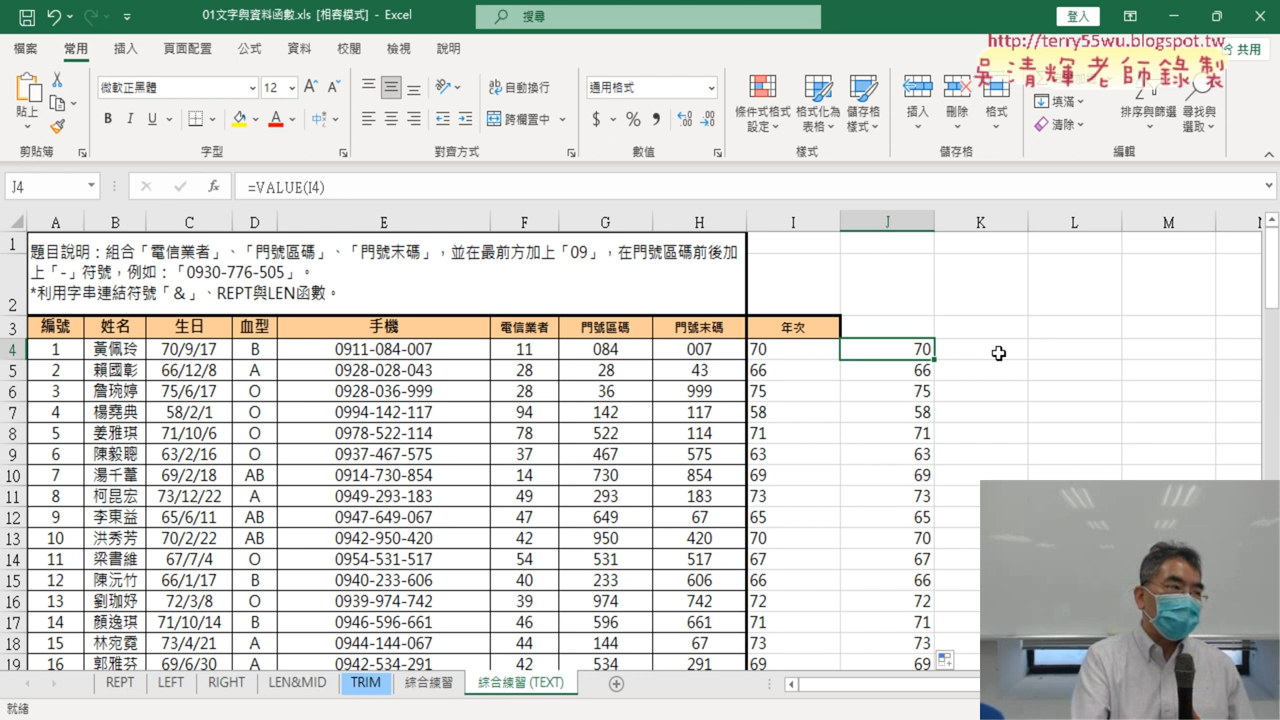 01文字與資料函數.xls [相容模式] - Excel
搜尋
登入
http://terry55wu.blogspot.tw
吳清輝老師錄製
檔案 常用 插入 頁面配置 公式 資料 校閱 檢視 說明
共用
貼上
微軟正黑體 12
自動換行
跨欄置中
通用格式
條件式格式設定
格式化為表格
儲存格樣式
插入 刪除 格式
填滿
清除
排序與篩選
尋找與選取
剪貼簿 字型 對齊方式 數值 樣式 儲存格 編輯
J4 =VALUE(I4)
A B C D E F G H I J K L M
1 題目說明：組合「電信業者」、「門號區碼」、「門號末碼」，並在最前方加上「09」，在門號區碼前後加
上「-」符號，例如：「0930-776-505」。
2 *利用字串連結符號「&」、REPT與LEN函數。
3 編號 姓名 生日 血型 手機 電信業者 門號區碼 門號末碼 年次
4 1 黃佩玲 70/9/17 B 0911-084-007 11 084 007 70 70
5 2 賴國彰 66/12/8 A 0928-028-043 28 28 43 66 66
6 3 詹琬婷 75/6/17 O 0928-036-999 28 36 999 75 75
7 4 楊堯典 58/2/1 O 0994-142-117 94 142 117 58 58
8 5 姜雅琪 71/10/6 O 0978-522-114 78 522 114 71 71
9 6 陳毅聰 63/2/16 O 0937-467-575 37 467 575 63 63
10 7 湯千葦 69/2/18 AB 0914-730-854 14 730 854 69 69
11 8 柯昆宏 73/12/22 A 0949-293-183 49 293 183 73 73
12 9 李東益 65/6/11 AB 0947-649-067 47 649 67 65 65
13 10 洪秀芳 70/2/22 AB 0942-950-420 42 950 420 70 70
14 11 梁書維 67/7/4 O 0954-531-517 54 531 517 67 67
15 12 陳沅竹 66/1/17 B 0940-233-606 40 233 606 66 66
16 13 劉珈妤 72/3/8 O 0939-974-742 39 974 742 72 72
17 14 顏逸琪 71/10/14 B 0946-596-661 46 596 661 71 71
18 15 林宛霓 73/4/21 A 0944-144-067 44 144 67 73 73
19 16 郭雅芬 69/6/30 A 0942-534-291 42 534 291 69 69
REPT LEFT RIGHT LEN&MID TRIM 綜合練習 綜合練習 (TEXT)
就緒